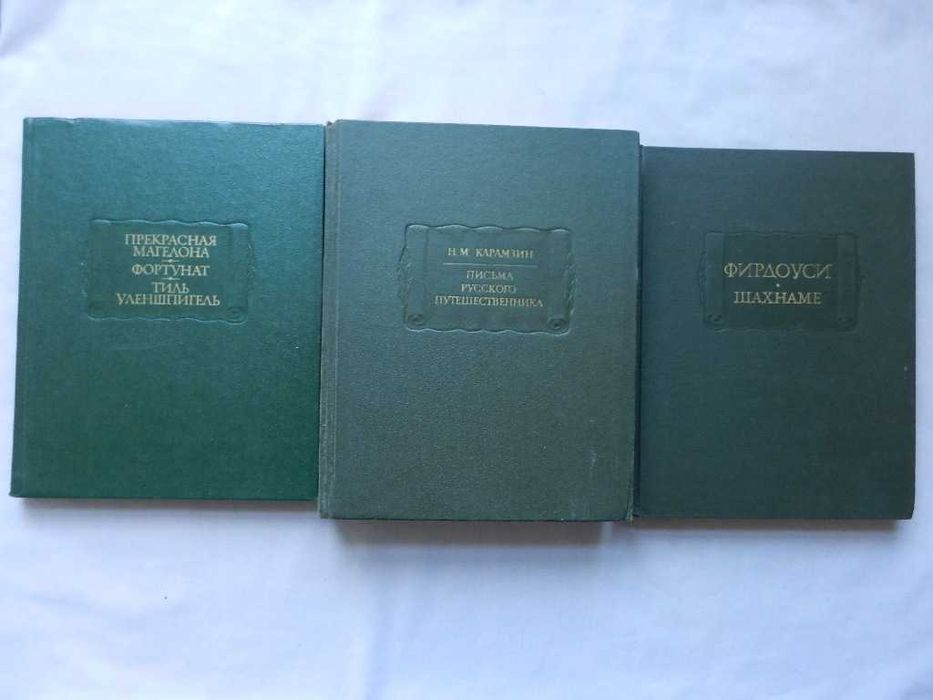 ПРЕКРАСНАЯ
МАГЕЛОНА
ФОРТУНАТ
ТИЛЬ
УЛЕНШПИГЕЛЬ
Н. М. КАРАМЗИН
ПИСЬМА
РУССКОГО
ПУТЕШЕСТВЕННИКА
ФИРДОУСИ
ШАХНАМЕ